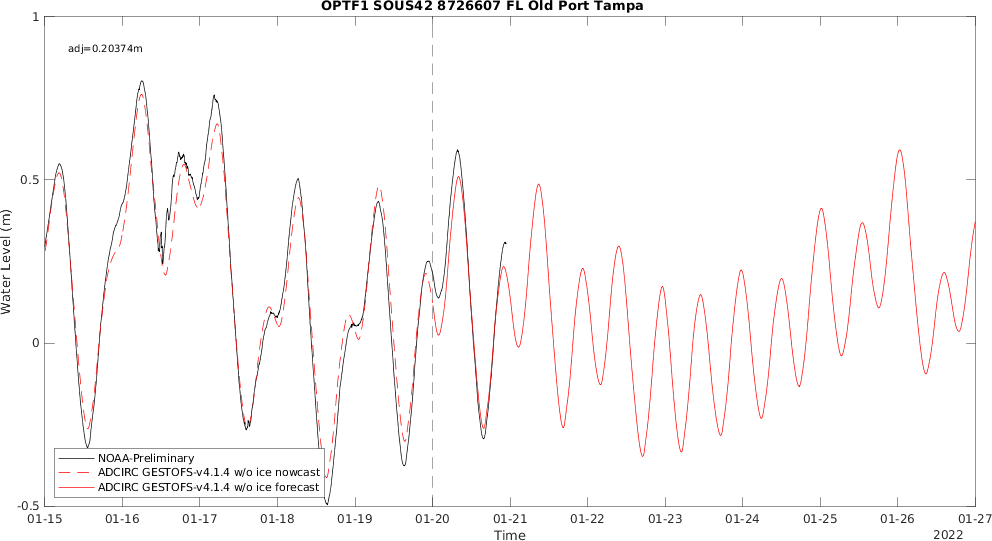 OPTF1 SOUS42 8726607 FL Old Port Tampa
1
adj=0.20374m
0.5
Water Level (m)
0
NOAA-Preliminary
ADCIRC GESTOFS-v4.1.4 w/o ice nowcast
ADCIRC GESTOFS-v4.1.4 w/o ice forecast
-0.5
01-15 01-16 01-17 01-18 01-19 01-20 01-21 01-22 01-23 01-24 01-25 01-26 01-27
Time
2022